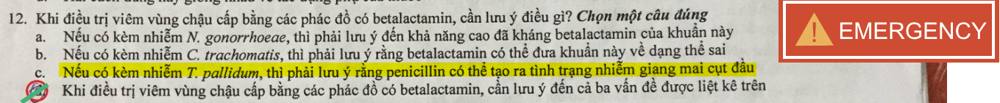 12. Khi điều trị viêm vùng chậu cấp bằng các phác đồ có betalactamin, cần lưu ý điều gì? Chọn một câu đúng
a. Nếu có kèm nhiễm N. gonorrhoeae, thì phải lưu ý đến khả năng cao đã kháng betalactamin của khuẩn này
b. Nếu có kèm nhiễm C. trachomatis, thì phải lưu ý rằng betalactamin có thể đưa khuẩn này về dạng thể sai
c. Nếu có kèm nhiễm T. pallidum, thì phải lưu ý rằng penicillin có thể tạo ra tình trạng nhiễm giang mai cụt đầu
Khi điều trị viêm vùng chậu cấp bằng các phác đồ có betalactamin, cần lưu ý đến cả ba vấn đề được liệt kê trên
EMERGENCY